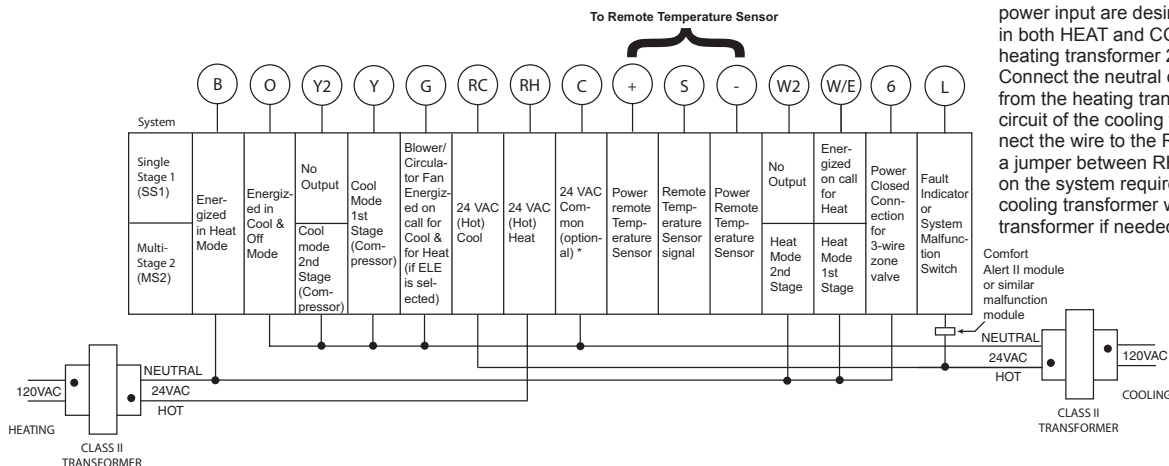 To Remote Temperature Sensor
B
O
Y2
Y
G
RC
RH
C
+
S
-
W2
W/E
6
L
System
Single
Stage 1
(SS1)
Multi-
Stage 2
(MS2)
Ener-
gized
in Heat
Mode
Energiz-
ed in
Cool &
Off
Mode
No
Output
Cool
mode
2nd
Stage
(Com-
pressor)
Cool
Mode
1st
Stage
(Com-
pressor)
Blower/
Circula-
tor Fan
Energiz-
ed on
call for
Cool &
for Heat
(if ELE
is sel-
ected)
24 VAC
(Hot)
Cool
24 VAC
(Hot)
Heat
24 VAC
Com-
mon
(option-
al) *
Power
remote
Temp-
erature
Sensor
Remote
Temp-
erature
Sensor
signal
Power
Remote
Temp-
erature
Sensor
No
Output
Heat
Mode
2nd
Stage
Ener-
gized
on call
for
Heat
Heat
Mode
1st
Stage
Power
Closed
Conn-
ection
for
3-wire
zone
valve
Fault
Indicator
or
System
Malfunc-
tion
Switch
Comfort
Alert II module
or similar
malfunction
module
NEUTRAL
24VAC
HOT
120VAC
COOLING
CLASS II
TRANSFORMER
NEUTRAL
24VAC
HOT
120VAC
HEATING
CLASS II
TRANSFORMER
power input are desi
in both HEAT and CO
heating transformer 2
Connect the neutral
from the heating tran
circuit of the cooling
nect the wire to the R
a jumper between R
on the system require
cooling transformer w
transformer if needed